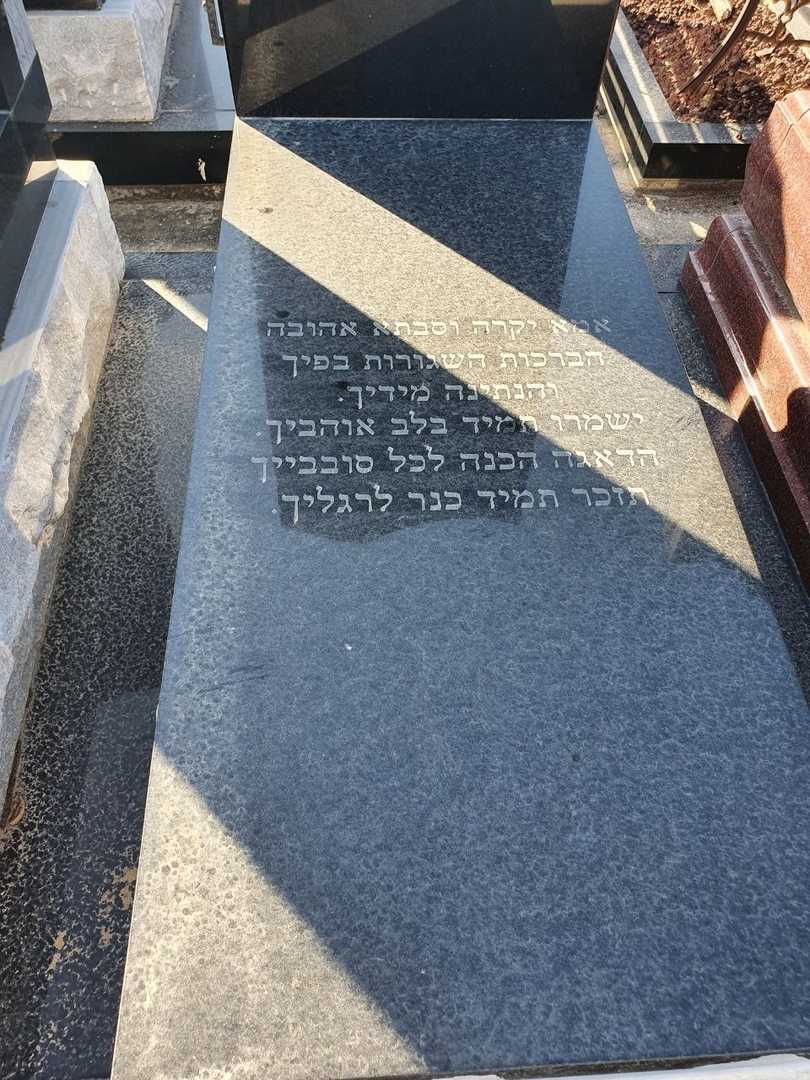 אמא יקרה וסבתא אהובה
הברכות השגורות בפיך
והנתינה מידיך.
ישמרו תמיד בלב אוהביך.
הדאגה הכנה לכל סובבייך
תזכר תמיד כנר לרגליך.